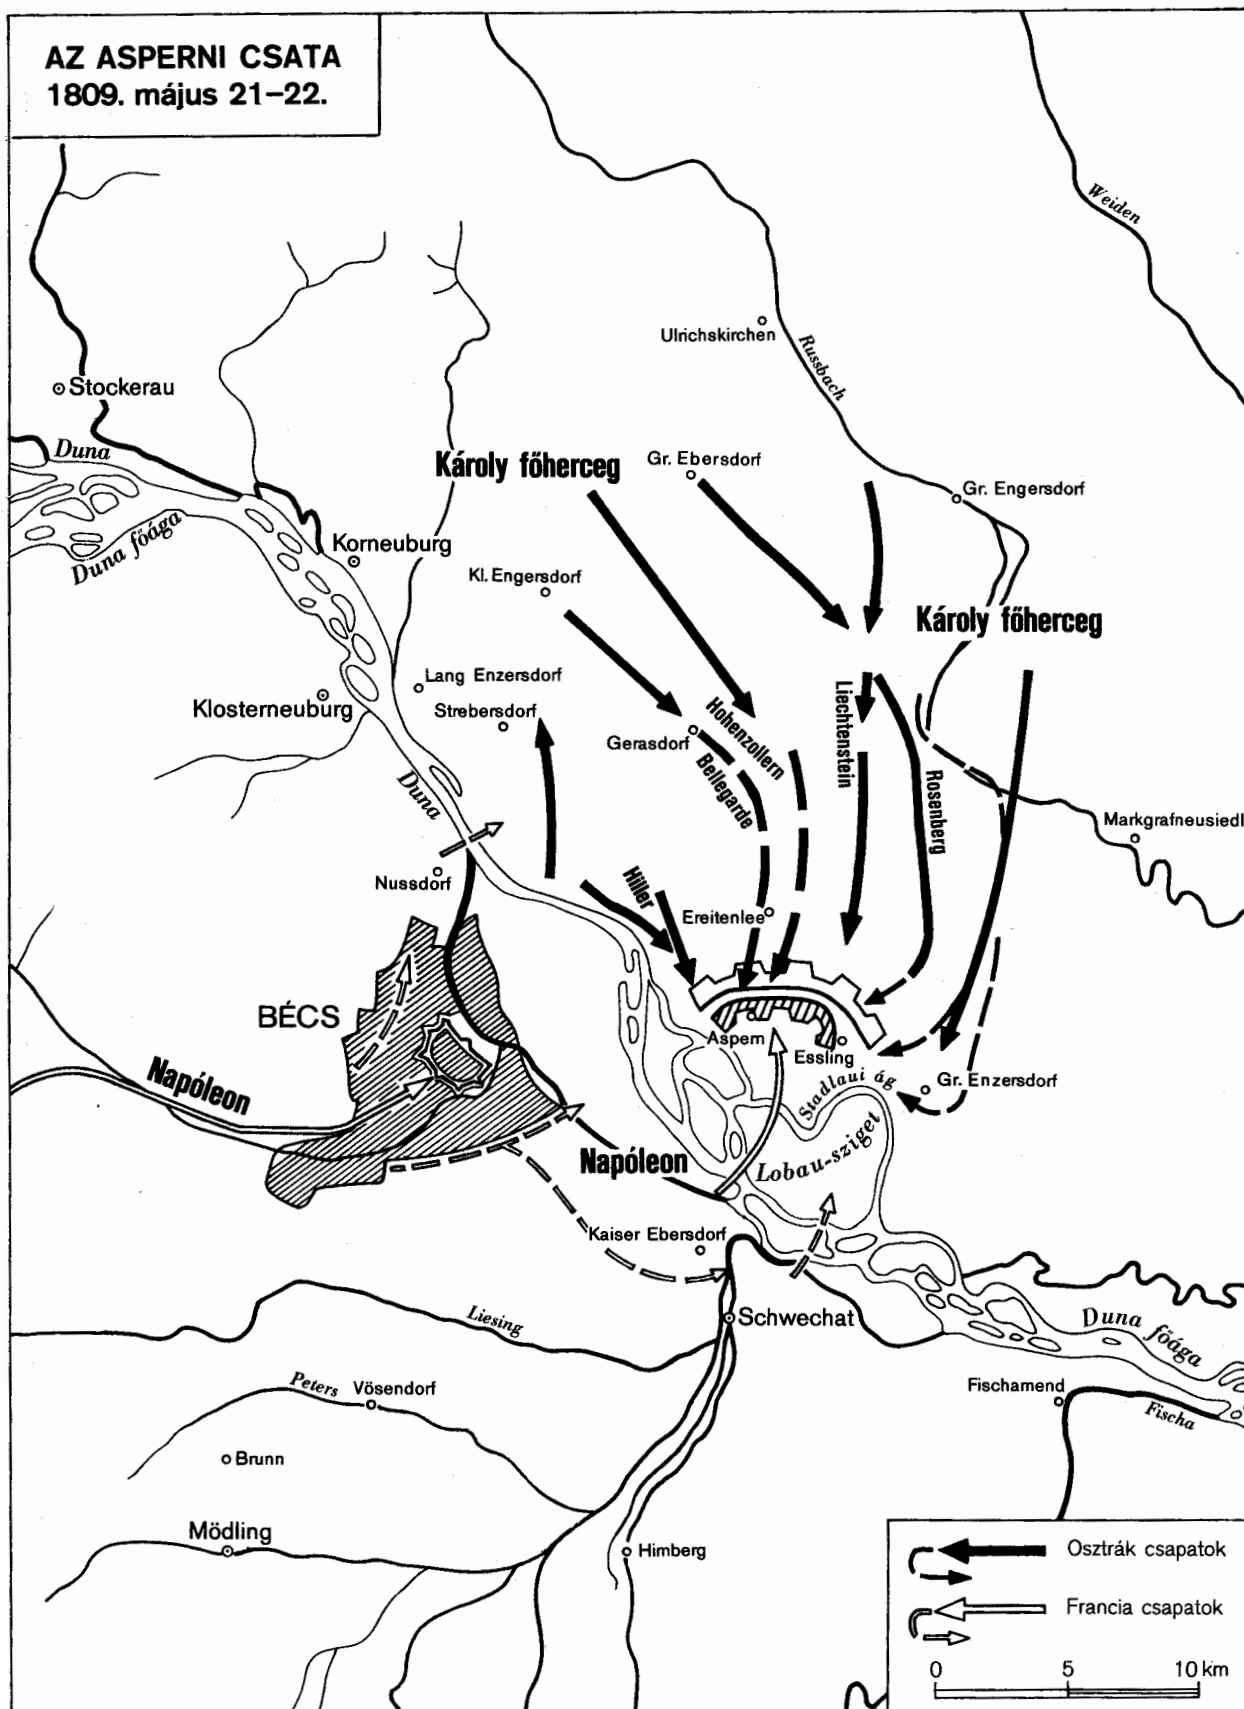 AZ ASPERNI CSATA
1809. május 21–22.
Weiden
Ulrichskirchen
Russbach
Stockerau
Duna
Duna főága
Károly főherceg
Gr. Ebersdorf
Gr. Engersdorf
Korneuburg
Kl. Engersdorf
Károly főherceg
Lang Enzersdorf
Klosterneuburg
Strebersdorf
Gerasdorf
Hohenzollern
Bellegarde
Liechtenstein
Rosenberg
Duna
Markgrafneusiedl
Nussdorf
Hiller
Ereitenlee
BÉCS
Aspern
Essling
Napóleon
Stadlaui ág
Gr. Enzersdorf
Napóleon
Lobau-sziget
Kaiser Ebersdorf
Liesing
Schwechat
Duna főága
Peters
Vösendorf
Fischamend
Fischa
Brunn
Mödling
Himberg
Osztrák csapatok
Francia csapatok
0 5 10 km